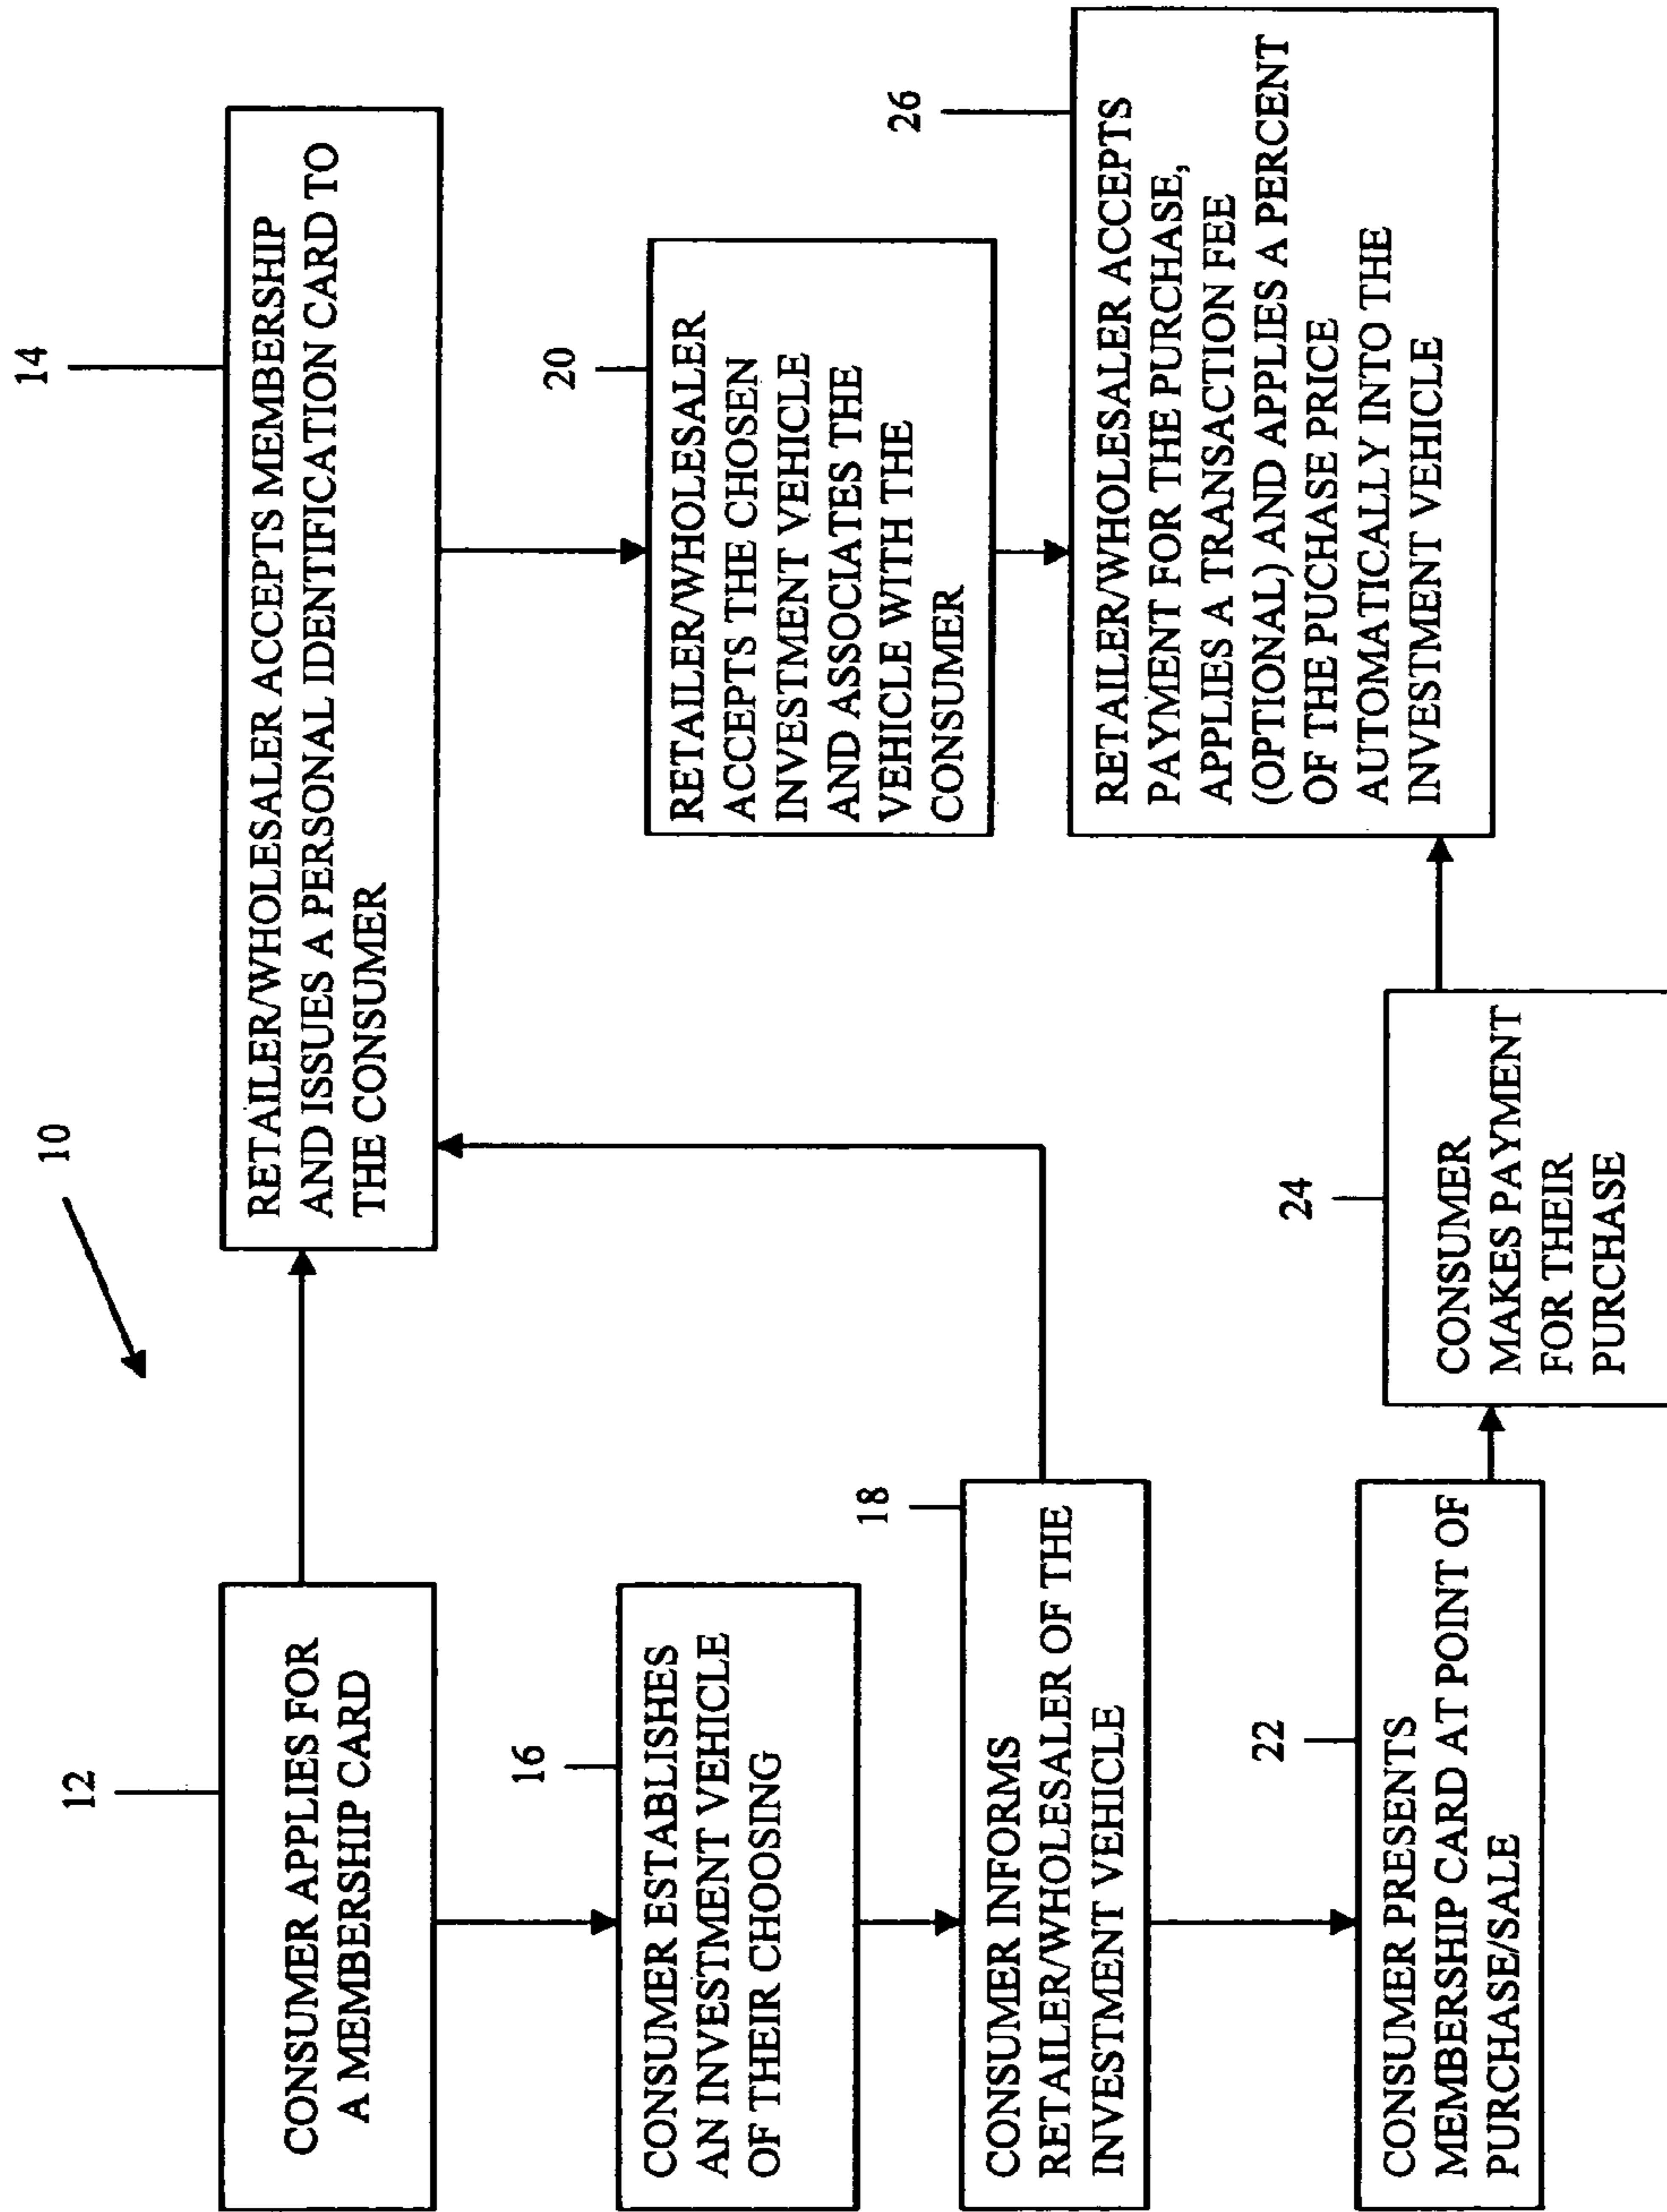 10
12
CONSUMER APPLIES FOR
A MEMBERSHIP CARD
14
RETAILER/WHOLESALER ACCEPTS MEMBERSHIP
AND ISSUES A PERSONAL IDENTIFICATION CARD TO
THE CONSUMER
16
CONSUMER ESTABLISHES
AN INVESTMENT VEHICLE
OF THEIR CHOOSING
20
RETAILER/WHOLESALER
ACCEPTS THE CHOSEN
INVESTMENT VEHICLE
AND ASSOCIATES THE
VEHICLE WITH THE
CONSUMER
18
CONSUMER INFORMS
RETAILER/WHOLESALER OF THE
INVESTMENT VEHICLE
26
RETAILER/WHOLESALER ACCEPTS
PAYMENT FOR THE PURCHASE,
APPLIES A TRANSACTION FEE
(OPTIONAL) AND APPLIES A PERCENT
OF THE PUCHASE PRICE
AUTOMATICALLY INTO THE
INVESTMENT VEHICLE
22
CONSUMER PRESENTS
MEMBERSHIP CARD AT POINT OF
PURCHASE/SALE
24
CONSUMER
MAKES PAYMENT
FOR THEIR
PURCHASE